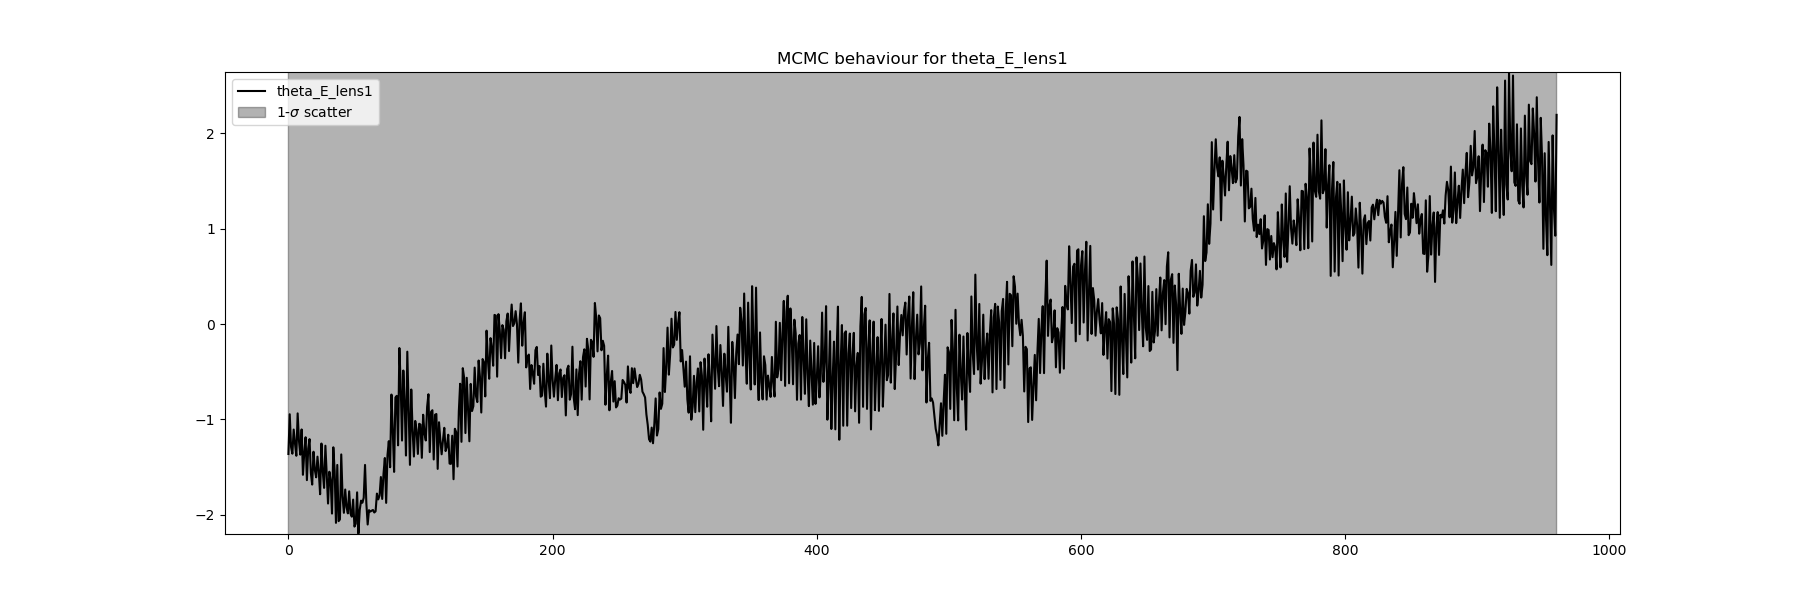 MCMC behaviour for theta_E_lens1
theta_E_lens1
1-σ scatter
2
1
0
−1
−2
0 200 400 600 800 1000